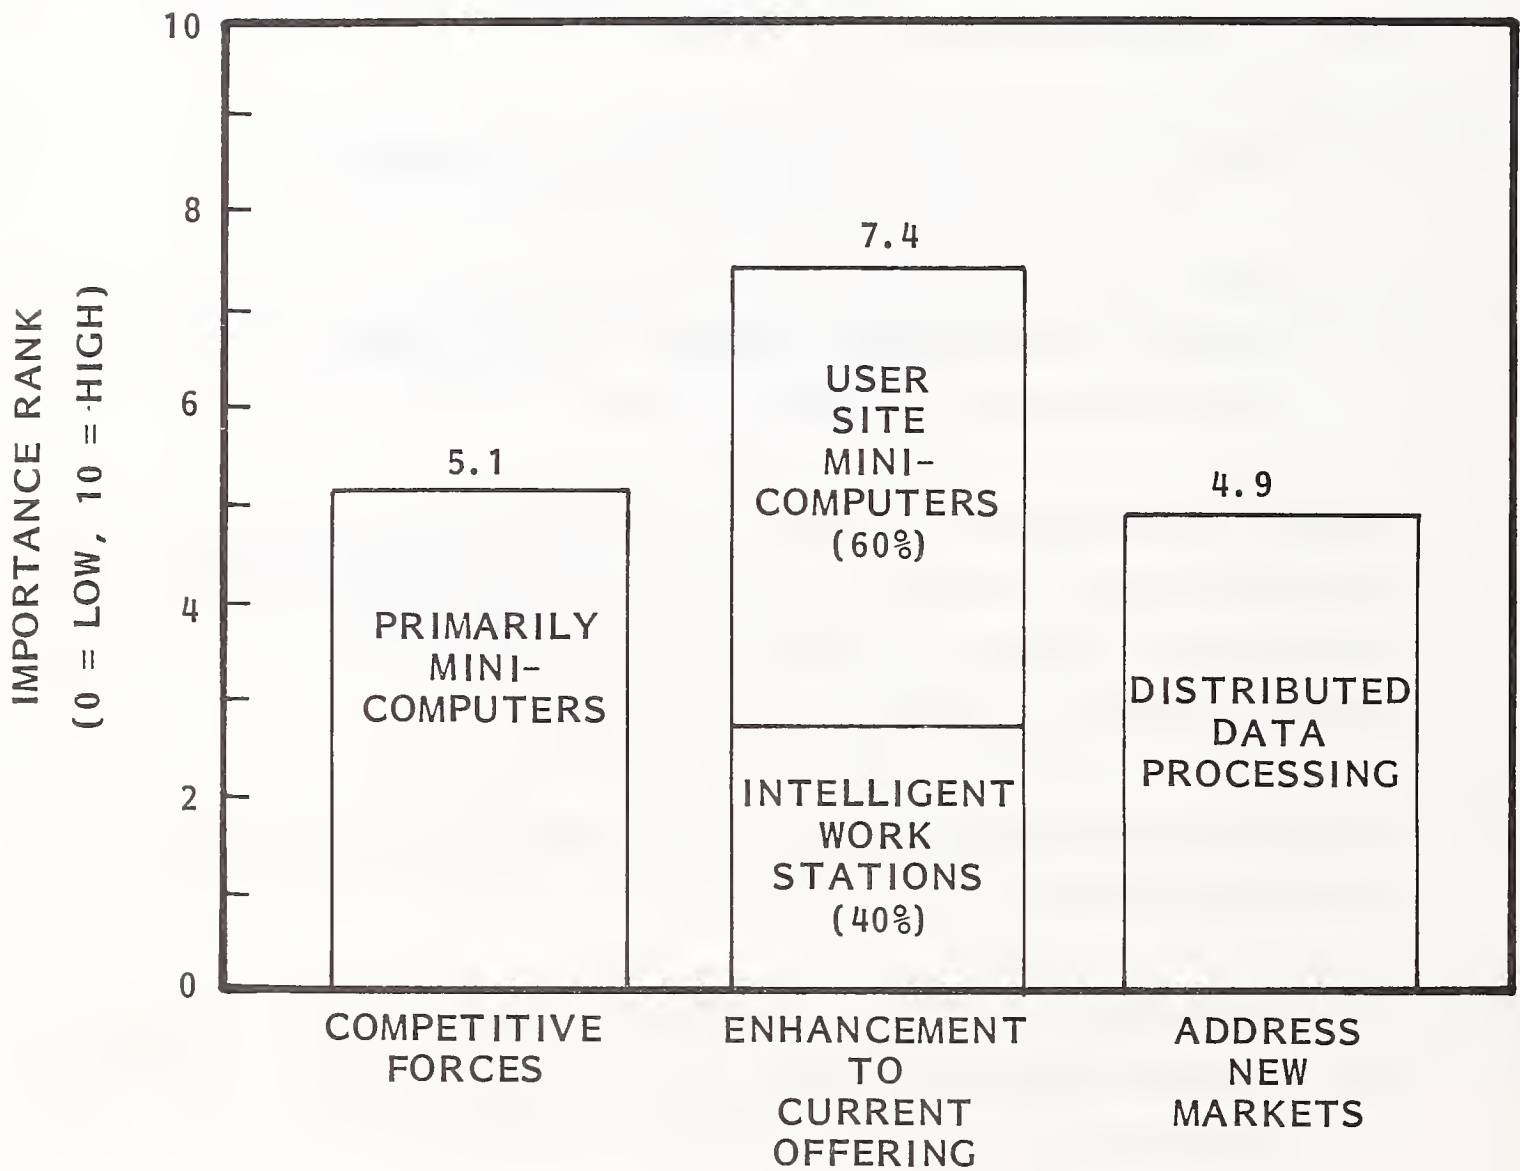 IMPORTANCE RANK
(0 = LOW, 10 = HIGH)
10
8
6
4
2
0
5.1
PRIMARILY
MINI-
COMPUTERS
7.4
USER
SITE
MINI-
COMPUTERS
(60%)
INTELLIGENT
WORK
STATIONS
(40%)
4.9
DISTRIBUTED
DATA
PROCESSING
COMPETITIVE
FORCES
ENHANCEMENT
TO
CURRENT
OFFERING
ADDRESS
NEW
MARKETS